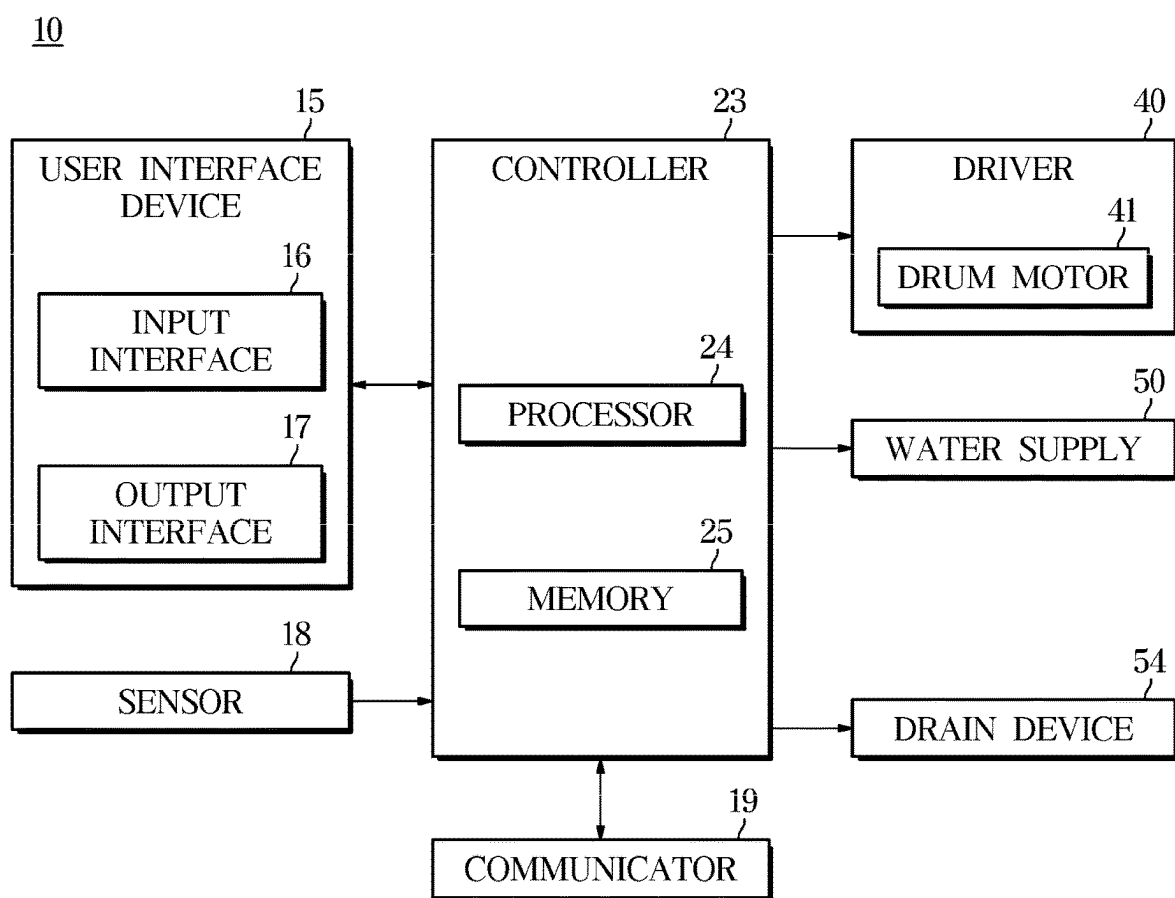 10
15
USER INTERFACE
DEVICE
16
INPUT
INTERFACE
17
OUTPUT
INTERFACE
18
SENSOR
23
CONTROLLER
24
PROCESSOR
25
MEMORY
19
COMMUNICATOR
40
DRIVER
41
DRUM MOTOR
50
WATER SUPPLY
54
DRAIN DEVICE